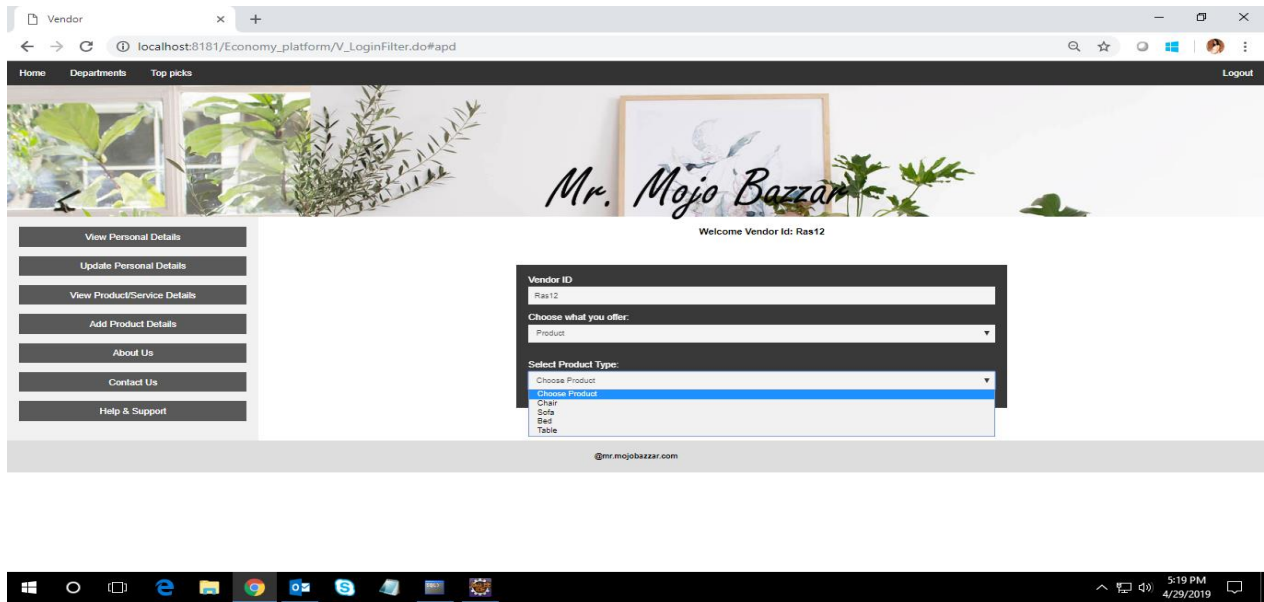 Vendor
localhost:8181/Economy_platform/V_LoginFilter.do#apd
Home Departments Top picks Logout
Mr. Mojo Bazzar
Welcome Vendor Id: Ras12
View Personal Details
Update Personal Details
View Product/Service Details
Add Product Details
About Us
Contact Us
Help & Support
Vendor ID
Ras12
Choose what you offer:
Product
Select Product Type:
Choose Product
Choose Product
Chair
Sofa
Bed
Table
@mr.mojobazzar.com
5:19 PM
4/29/2019